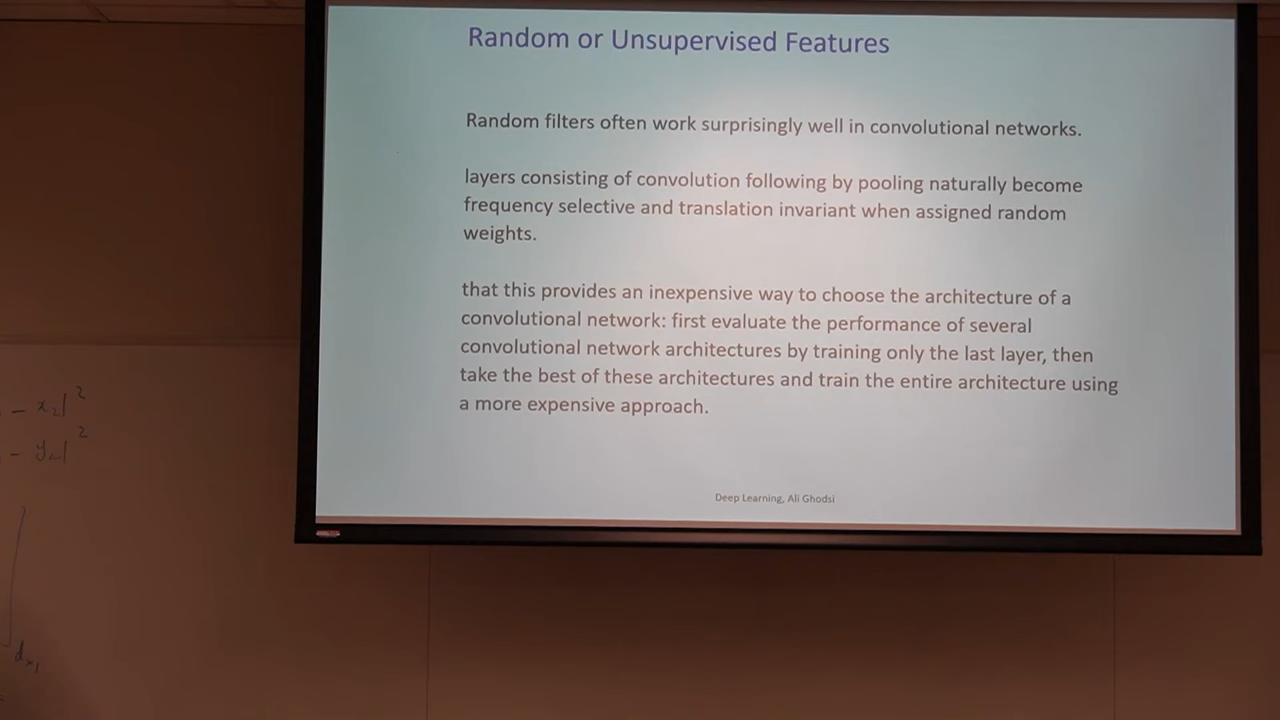 Random or Unsupervised Features
Random filters often work surprisingly well in convolutional networks.
layers consisting of convolution following by pooling naturally become
frequency selective and translation invariant when assigned random
weights.
that this provides an inexpensive way to choose the architecture of a
convolutional network: first evaluate the performance of several
convolutional network architectures by training only the last layer, then
take the best of these architectures and train the entire architecture using
a more expensive approach.
Deep Learning, Ali Ghodsi
- x₂|²